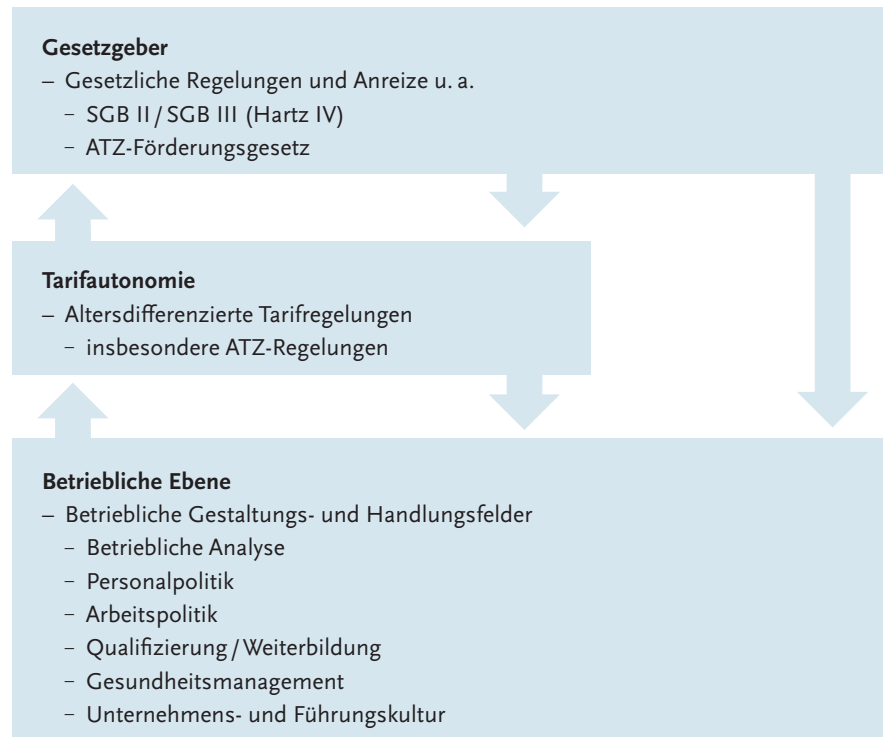 Gesetzgeber
– Gesetzliche Regelungen und Anreize u. a.
– SGB II / SGB III (Hartz IV)
– ATZ-Förderungsgesetz
Tarifautonomie
– Altersdifferenzierte Tarifregelungen
– insbesondere ATZ-Regelungen
Betriebliche Ebene
– Betriebliche Gestaltungs- und Handlungsfelder
– Betriebliche Analyse
– Personalpolitik
– Arbeitspolitik
– Qualifizierung / Weiterbildung
– Gesundheitsmanagement
– Unternehmens- und Führungskultur